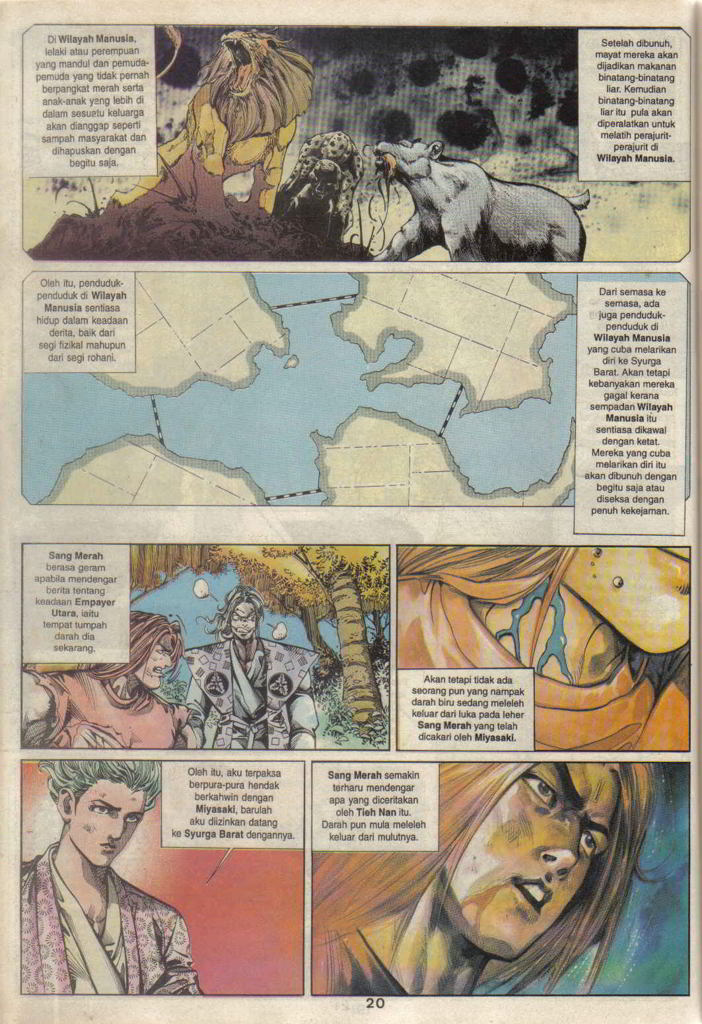 Di Wilayah Manusia,
lelaki atau perempuan
yang mandul dan pemuda-
pemuda yang tidak pernah
berpangkat merah serta
anak-anak yang lebih di
dalam sesuatu keluarga
akan dianggap seperti
sampah masyarakat dan
dihapuskan dengan
begitu saja.
Setelah dibunuh,
mayat mereka akan
dijadikan makanan
binatang-binatang
liar. Kemudian
binatang-binatang
liar itu pula akan
diperalatkan untuk
melatih perajurit-
perajurit di
Wilayah Manusia.
Oleh itu, penduduk-
penduduk di Wilayah
Manusia sentiasa
hidup dalam keadaan
derita, baik dari
segi fizikal mahupun
dari segi rohani.
Dari semasa ke
semasa, ada
juga penduduk-
penduduk di
Wilayah Manusia
yang cuba melarikan
diri ke Syurga
Barat. Akan tetapi
kebanyakan mereka
gagal kerana
sempadan Wilayah
Manusia itu
sentiasa dikawal
dengan ketat.
Mereka yang cuba
melarikan diri itu
akan dibunuh dengan
begitu saja atau
diseksa dengan
penuh kekejaman.
Sang Merah
berasa geram
apabila mendengar
berita tentang
keadaan Empayer
Utara, iaitu
tempat tumpah
darah dia
sekarang.
Akan tetapi tidak ada
seorang pun yang nampak
darah biru sedang meleleh
keluar dari luka pada leher
Sang Merah yang telah
dicakari oleh Miyasaki.
Oleh itu, aku terpaksa
berpura-pura hendak
berkahwin dengan
Miyasaki, barulah
aku diizinkan datang
ke Syurga Barat dengannya.
Sang Merah semakin
terharu mendengar
apa yang diceritakan
oleh Tieh Nan itu.
Darah pun mula meleleh
keluar dari mulutnya.
20